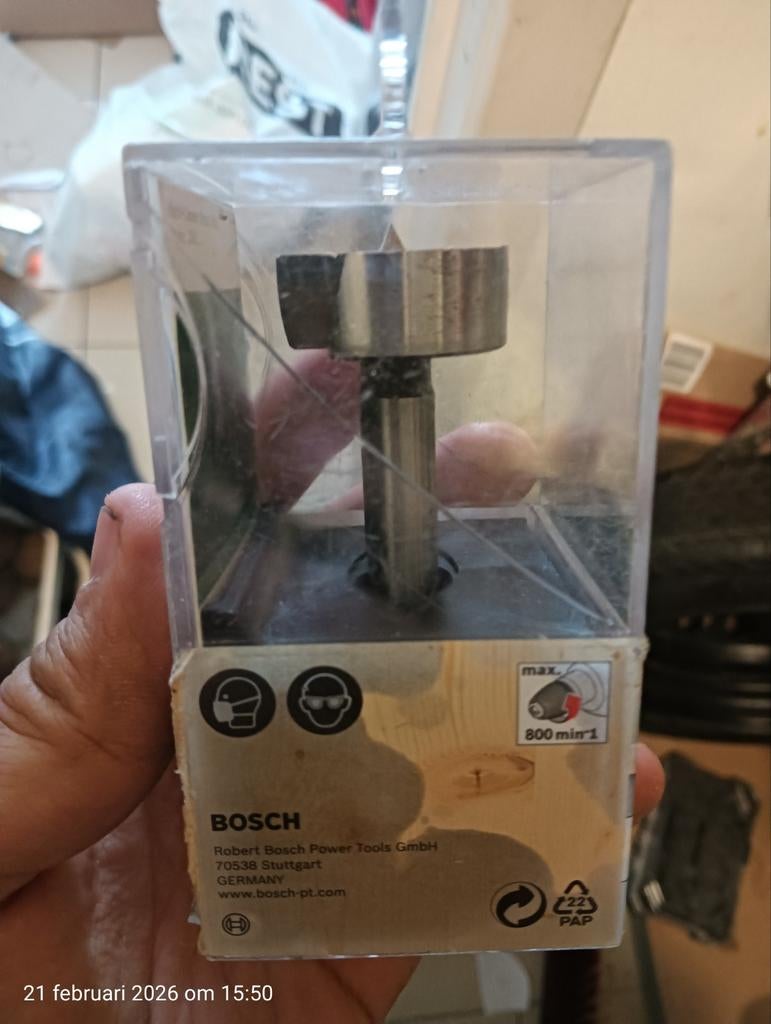 max.
800 min-1
BOSCH
Robert Bosch Power Tools GmbH
70538 Stuttgart
GERMANY
www.bosch-pt.com
22
PAP
21 februari 2026 om 15:50